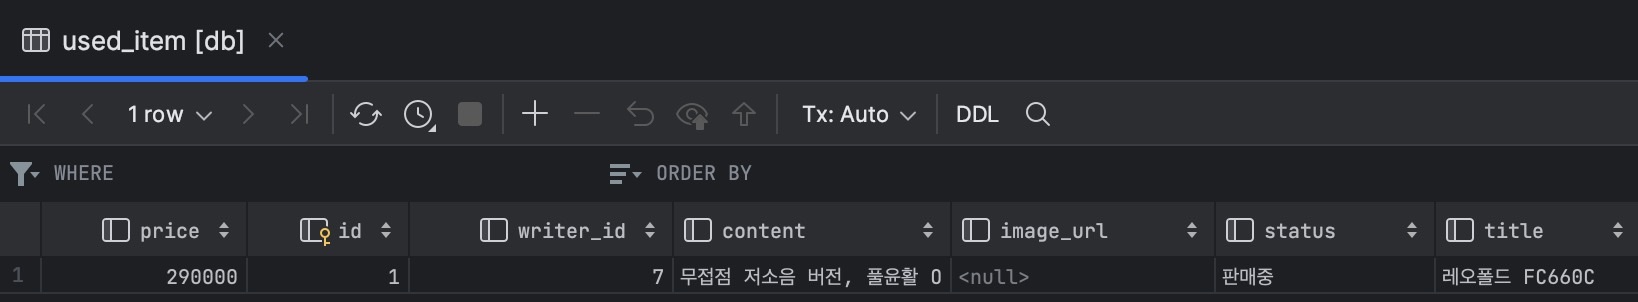 used_item [db]
1 row Tx: Auto DDL
WHERE ORDER BY
price id writer_id content image_url status title
1 290000 1 7 무접점 저소음 버전, 풀윤활 O <null> 판매중 레오폴드 FC660C